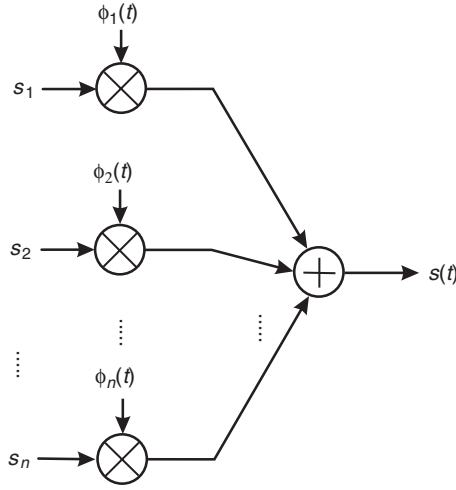 ϕ₁(t)
s₁
ϕ₂(t)
s₂
s(t)
......
......
......
ϕₙ(t)
sₙ